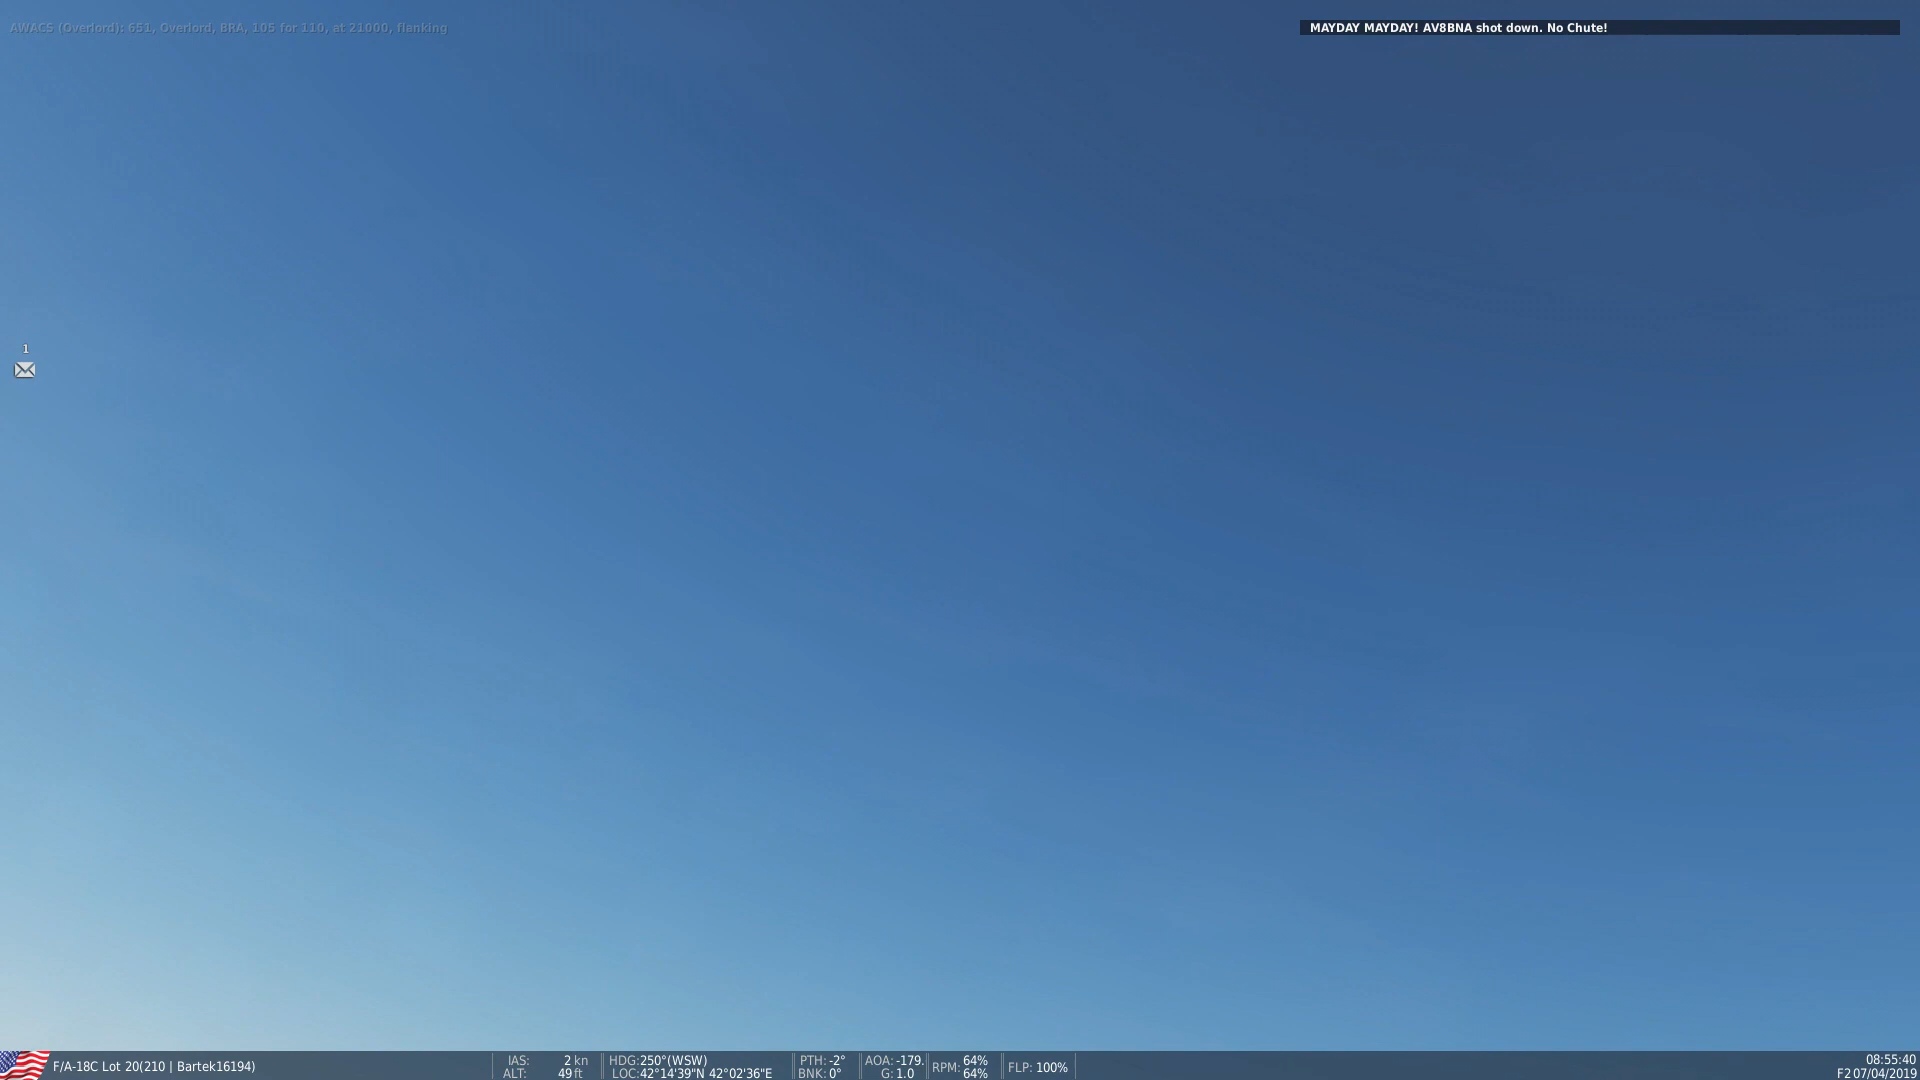 AWACS (Overlord): 651, Overlord, BRA, 105 for 110, at 21000, flanking
MAYDAY MAYDAY! AV8BNA shot down. No Chute!
1
F/A-18C Lot 20(210 | Bartek16194)
IAS: 2 kn
ALT: 49 ft
HDG:250°(WSW)
LOC:42°14'39"N 42°02'36"E
PTH: -2°
BNK: 0°
AOA: -179.
G: 1.0
RPM: 64%
64%
FLP: 100%
08:55:40
F2 07/04/2019